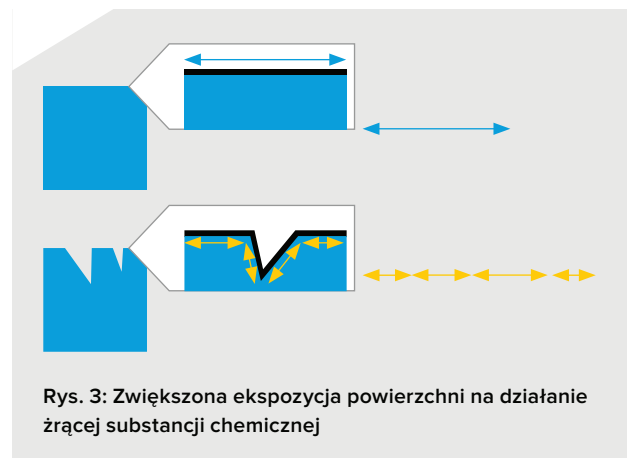 Rys. 3: Zwiększona ekspozycja powierzchni na działanie
żrącej substancji chemicznej